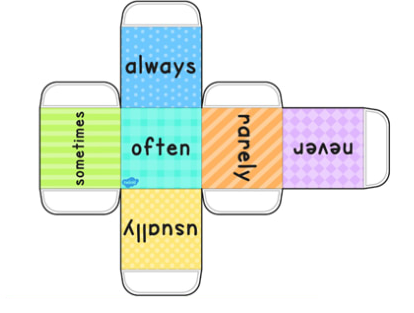 always
sometimes
often
rarely
never
usually